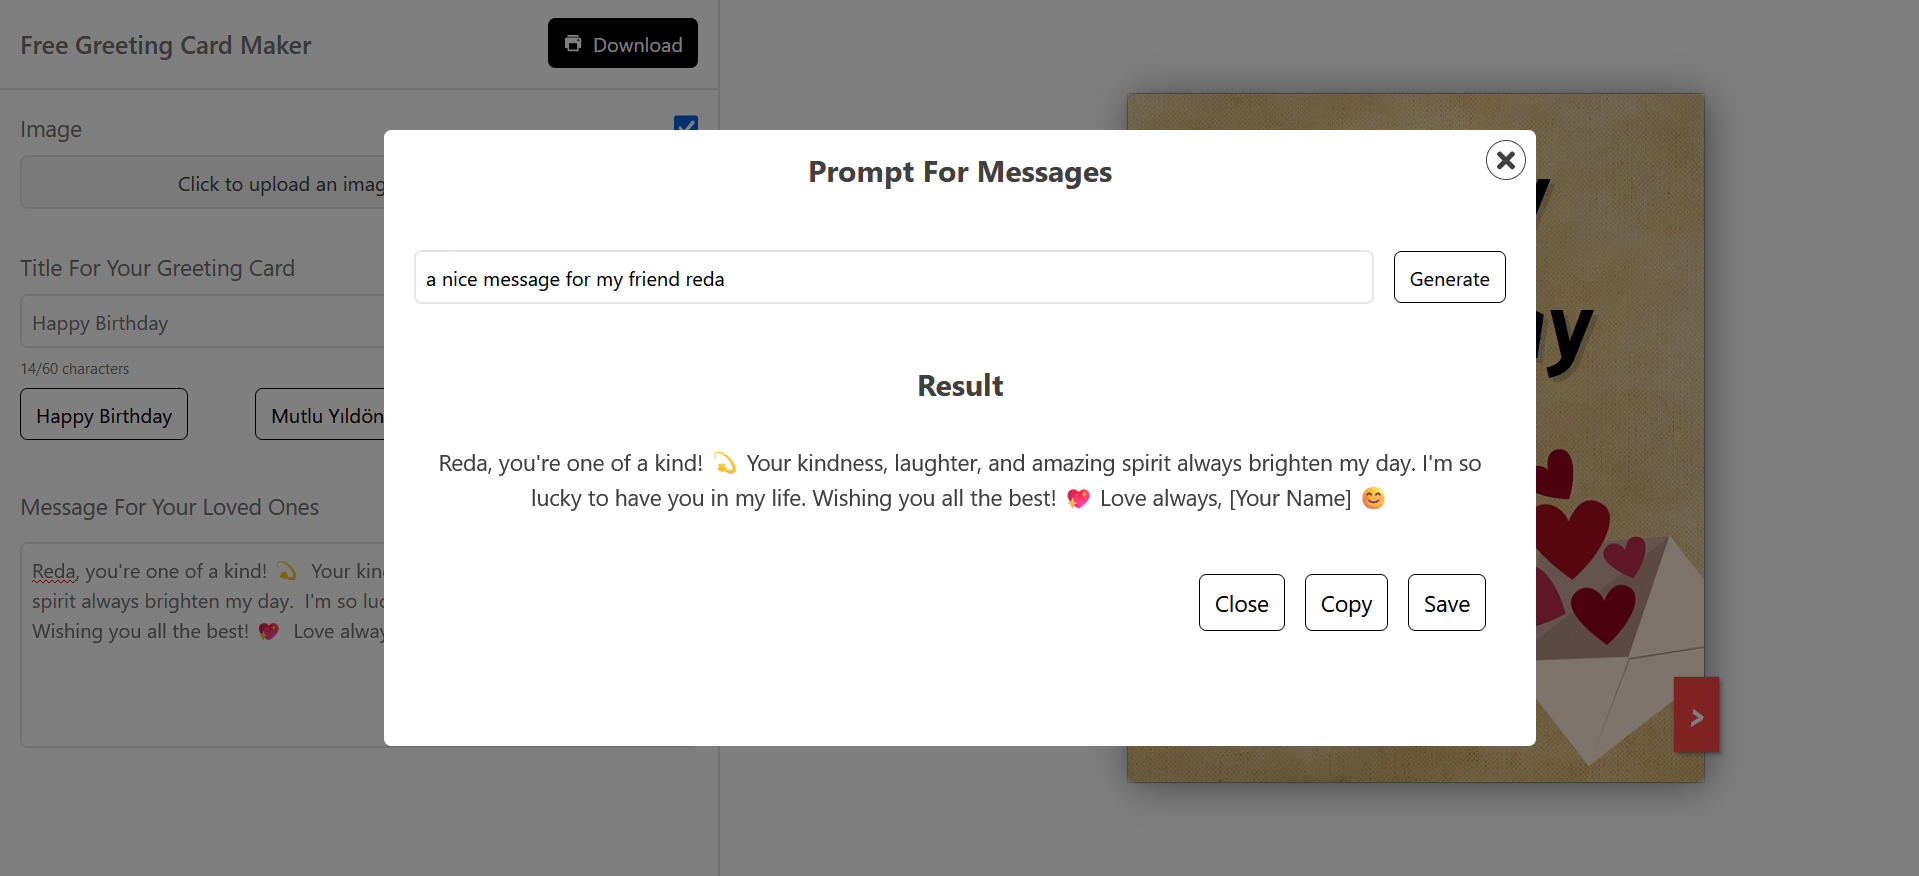 Free Greeting Card Maker
Download
Image
Click to upload an imag
Title For Your Greeting Card
Happy Birthday
14/60 characters
Happy Birthday
Mutlu Yıldön
Message For Your Loved Ones
Reda, you're one of a kind! 💫 Your kin
spirit always brighten my day. I'm so luc
Wishing you all the best! 💖 Love alway
Prompt For Messages
a nice message for my friend reda
Generate
Result
Reda, you're one of a kind! 💫 Your kindness, laughter, and amazing spirit always brighten my day. I'm so
lucky to have you in my life. Wishing you all the best! 💖 Love always, [Your Name] 😊
Close
Copy
Save
y
y